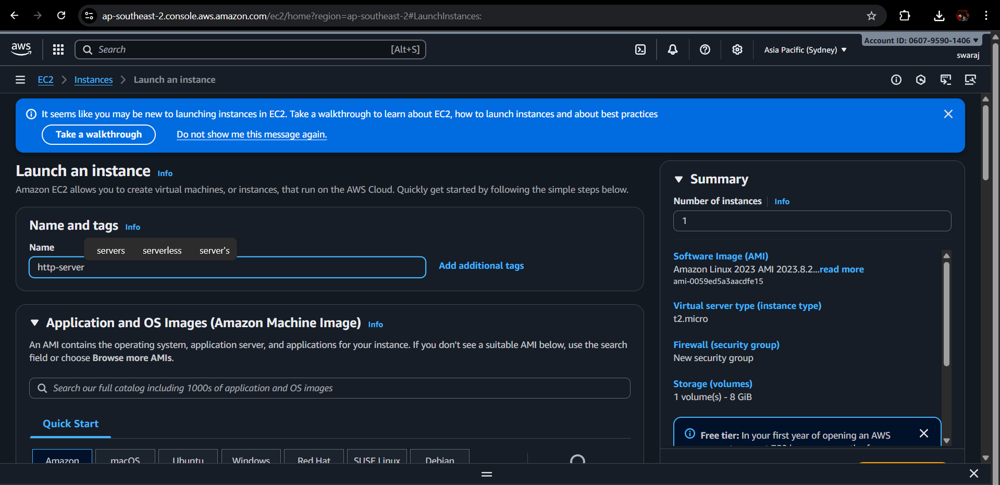 ap-southeast-2.console.aws.amazon.com/ec2/home?region=ap-southeast-2#LaunchInstances:
aws
Search
[Alt+S]
Asia Pacific (Sydney)
Account ID: 0607-9590-1406
swaraj
EC2 > Instances > Launch an instance
It seems like you may be new to launching instances in EC2. Take a walkthrough to learn about EC2, how to launch instances and about best practices
Take a walkthrough
Do not show me this message again.
Launch an instance Info
Amazon EC2 allows you to create virtual machines, or instances, that run on the AWS Cloud. Quickly get started by following the simple steps below.
Name and tags Info
Name
servers serverless server's
http-server
Add additional tags
Application and OS Images (Amazon Machine Image) Info
An AMI contains the operating system, application server, and applications for your instance. If you don't see a suitable AMI below, use the search
field or choose Browse more AMIs.
Search our full catalog including 1000s of application and OS images
Quick Start
Amazon macOS Ubuntu Windows Red Hat SUSE Linux Debian
Summary
Number of instances Info
1
Software Image (AMI)
Amazon Linux 2023 AMI 2023.8.2...read more
ami-0059ed5a3aacdfe15
Virtual server type (instance type)
t2.micro
Firewall (security group)
New security group
Storage (volumes)
1 volume(s) - 8 GiB
Free tier: In your first year of opening an AWS